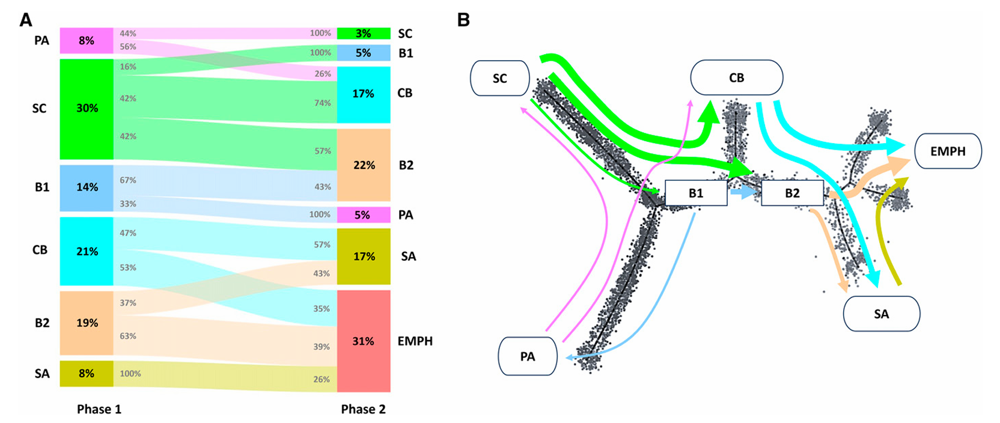 A
PA
8%
44%
56%
100%
3%
SC
100%
5%
B1
SC
30%
16%
42%
42%
26%
74%
17%
CB
57%
43%
22%
B2
B1
14%
67%
33%
100%
5%
PA
CB
21%
47%
53%
57%
43%
17%
SA
B2
19%
37%
63%
35%
39%
26%
31%
EMPH
SA
8%
100%
Phase 1
Phase 2
B
SC
CB
EMPH
B1
B2
SA
PA